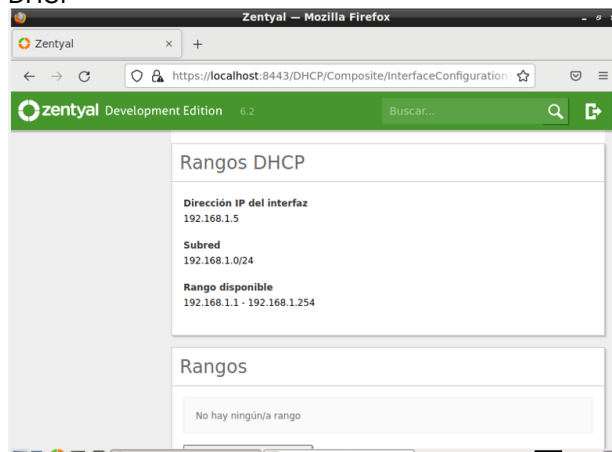 DHCP
Zentyal — Mozilla Firefox
Zentyal
https://localhost:8443/DHCP/Composite/InterfaceConfiguration
zentyal Development Edition 6.2
Buscar...
Rangos DHCP
Dirección IP del interfaz
192.168.1.5
Subred
192.168.1.0/24
Rango disponible
192.168.1.1 - 192.168.1.254
Rangos
No hay ningún/a rango